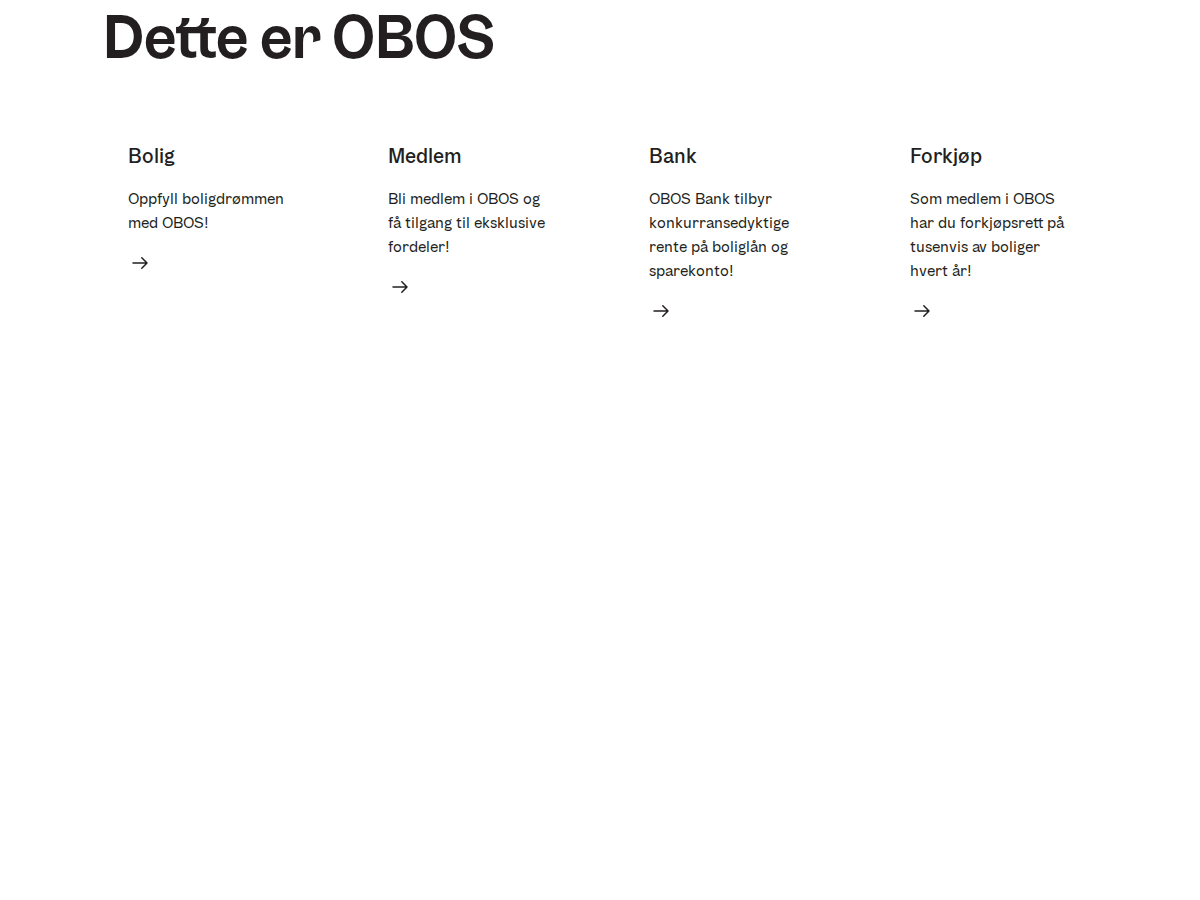 Dette er OBOS
Bolig
Oppfyll boligdrømmen
med OBOS!
Medlem
Bli medlem i OBOS og
få tilgang til eksklusive
fordeler!
Bank
OBOS Bank tilbyr
konkurransedyktige
rente på boliglån og
sparekonto!
Forkjøp
Som medlem i OBOS
har du forkjøpsrett på
tusenvis av boliger
hvert år!